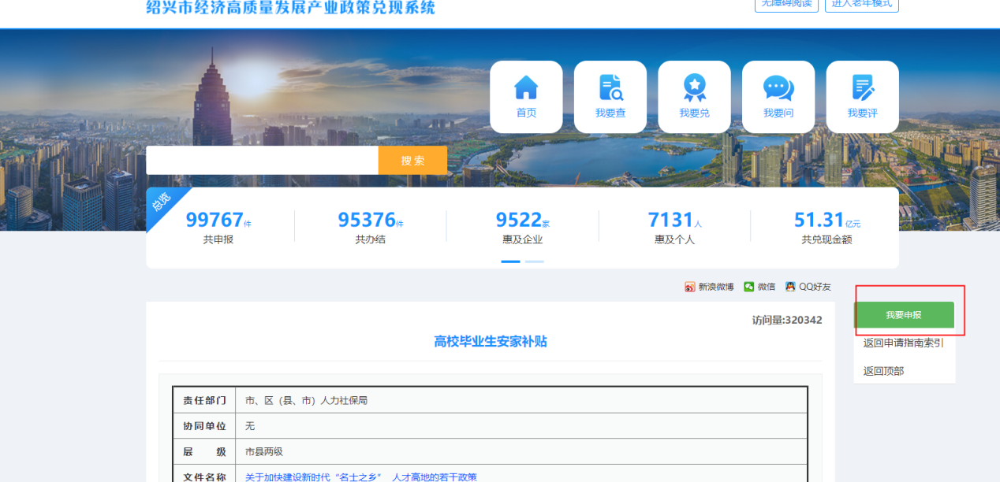 绍兴市经济高质量发展产业政策兑现系统
无障碍阅读 进入老年模式
首页 我要查 我要兑 我要问 我要评
搜 索
总览
99767件 95376件 9522家 7131人 51.31亿元
共申报 共办结 惠及企业 惠及个人 共兑现金额
新浪微博 微信 QQ好友
我要申报
访问量:320342
高校毕业生安家补贴
返回申请指南索引
返回顶部
责任部门 市、区（县、市）人力社保局
协同单位 无
层 级 市县两级
文件名称 关于加快建设新时代“名士之乡” 人才高地的若干政策